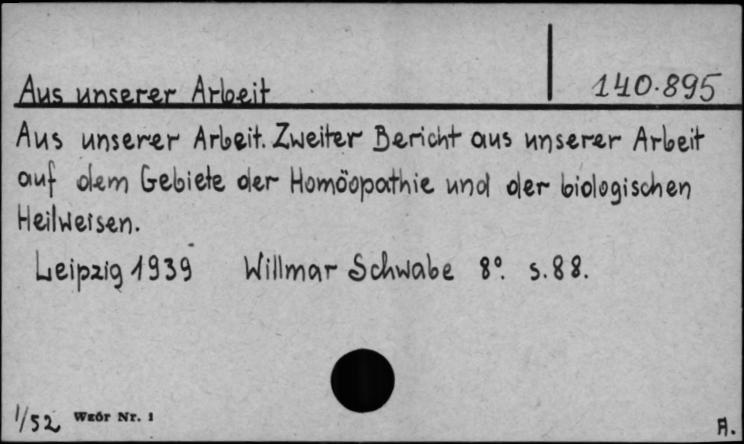 Aus unserer Arbeit
140.895
Aus unserer Arbeit. Zweiter Bericht aus unserer Arbeit
auf dem Gebiete der Homöopathie und der biologischen
Heilweisen.
Leipzig 1939 Willmar Schwabe 8°. s.88.
1/52 Wzór Nr. 1
A.